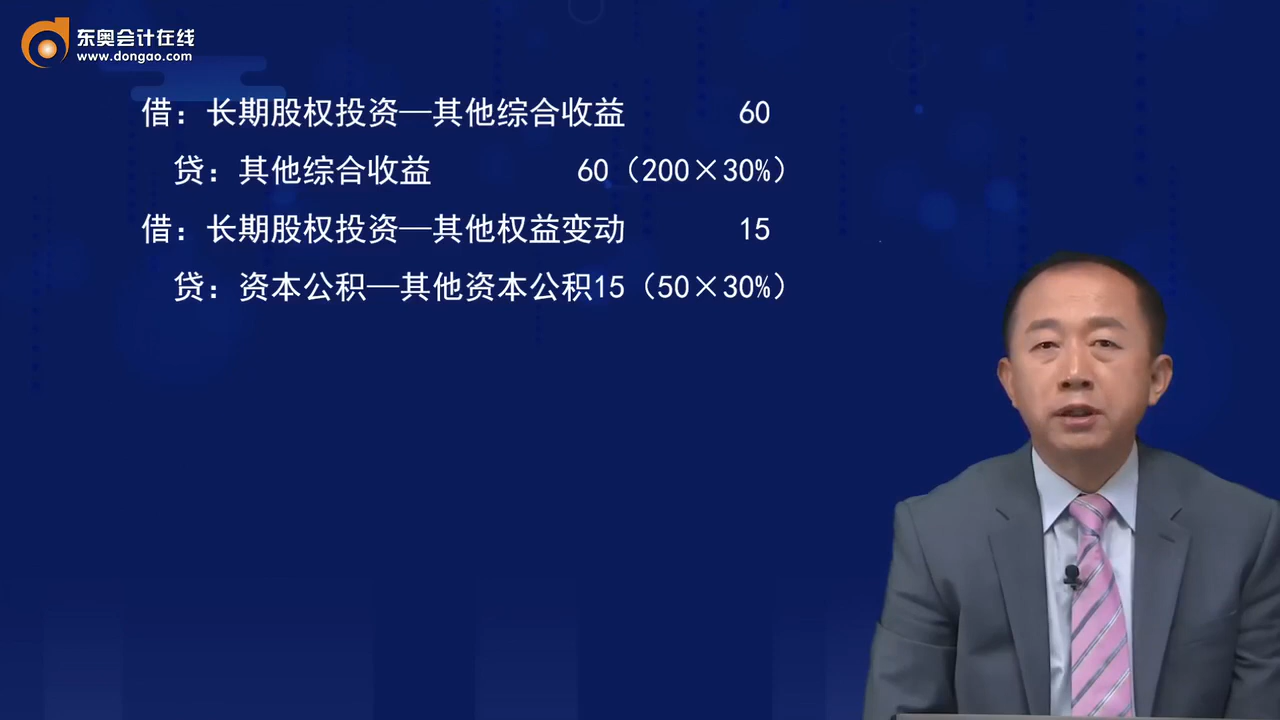 东奥会计在线
www.dongao.com
借：长期股权投资—其他综合收益 60
贷：其他综合收益 60（200×30%）
借：长期股权投资—其他权益变动 15
贷：资本公积—其他资本公积15（50×30%）